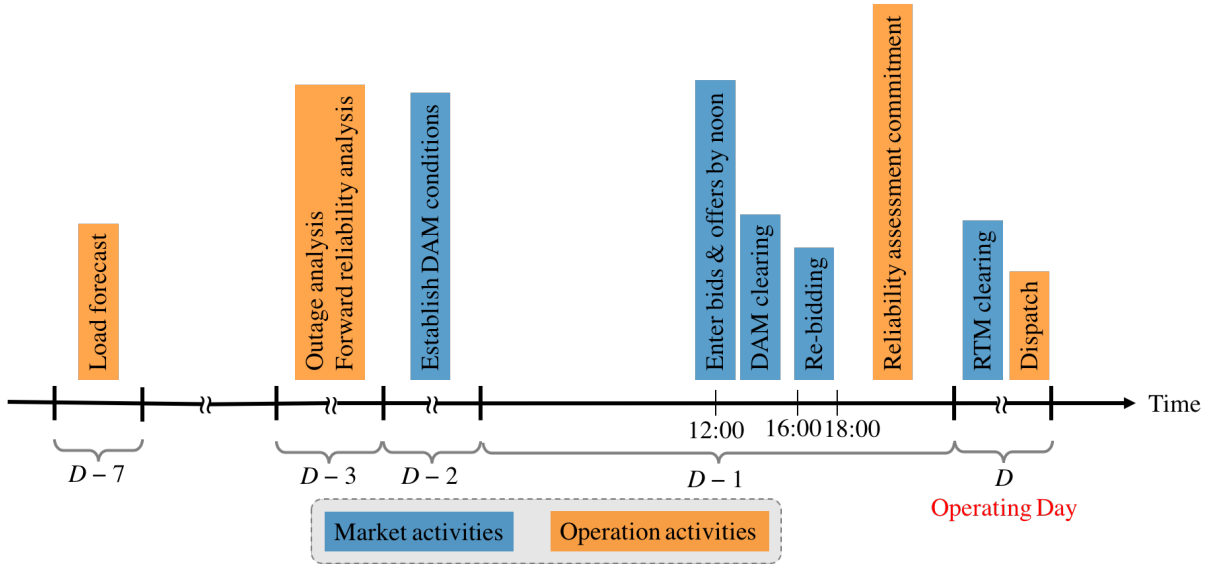 Load forecast
Outage analysis
Forward reliability analysis
Establish DAM conditions
Enter bids & offers by noon
DAM clearing
Re-bidding
Reliability assessment commitment
RTM clearing
Dispatch
Time
12:00
16:00
18:00
D − 7
D − 3
D − 2
D − 1
D
Operating Day
Market activities
Operation activities